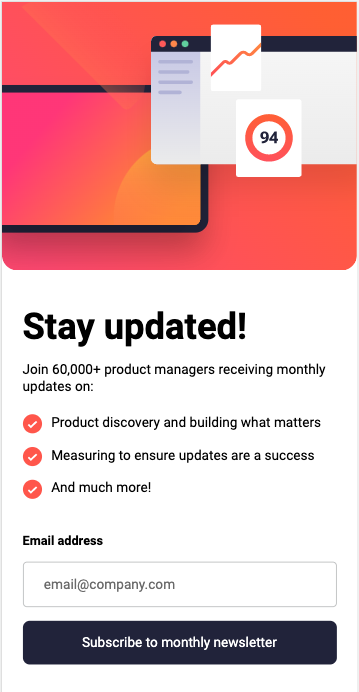 94
Stay updated!
Join 60,000+ product managers receiving monthly
updates on:
Product discovery and building what matters
Measuring to ensure updates are a success
And much more!
Email address
email@company.com
Subscribe to monthly newsletter